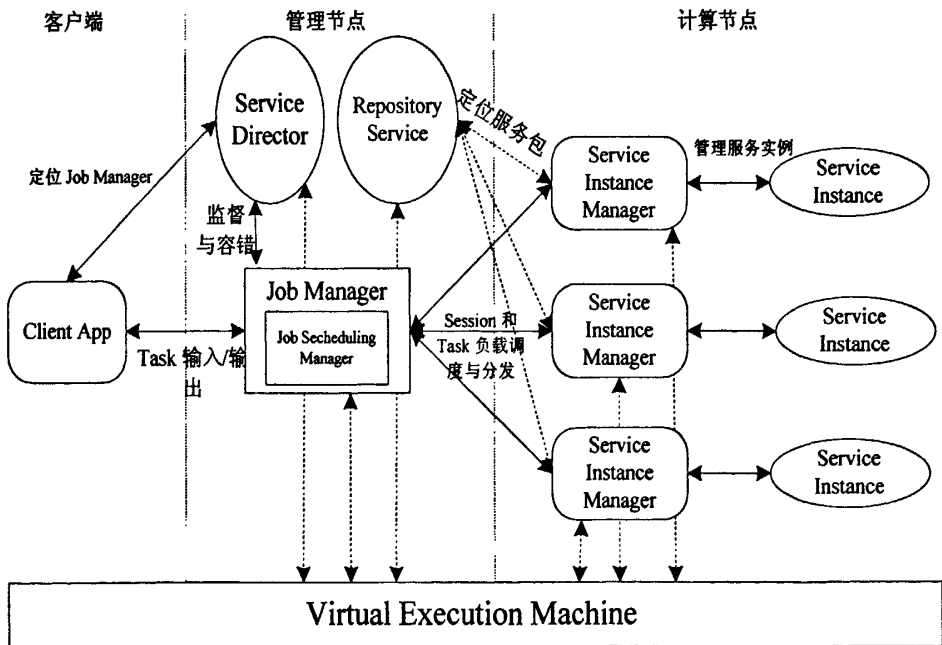 客户端
管理节点
计算节点
Service
Director
Repository
Service
定位服务包
Service
Instance
Manager
管理服务实例
Service
Instance
定位 Job Manager
监督
与容错
Job Manager
Job Secheduling
Manager
Client App
Task 输入/输
出
Session 和
Task 负载调
度与分发
Service
Instance
Manager
Service
Instance
Service
Instance
Manager
Service
Instance
Virtual Execution Machine